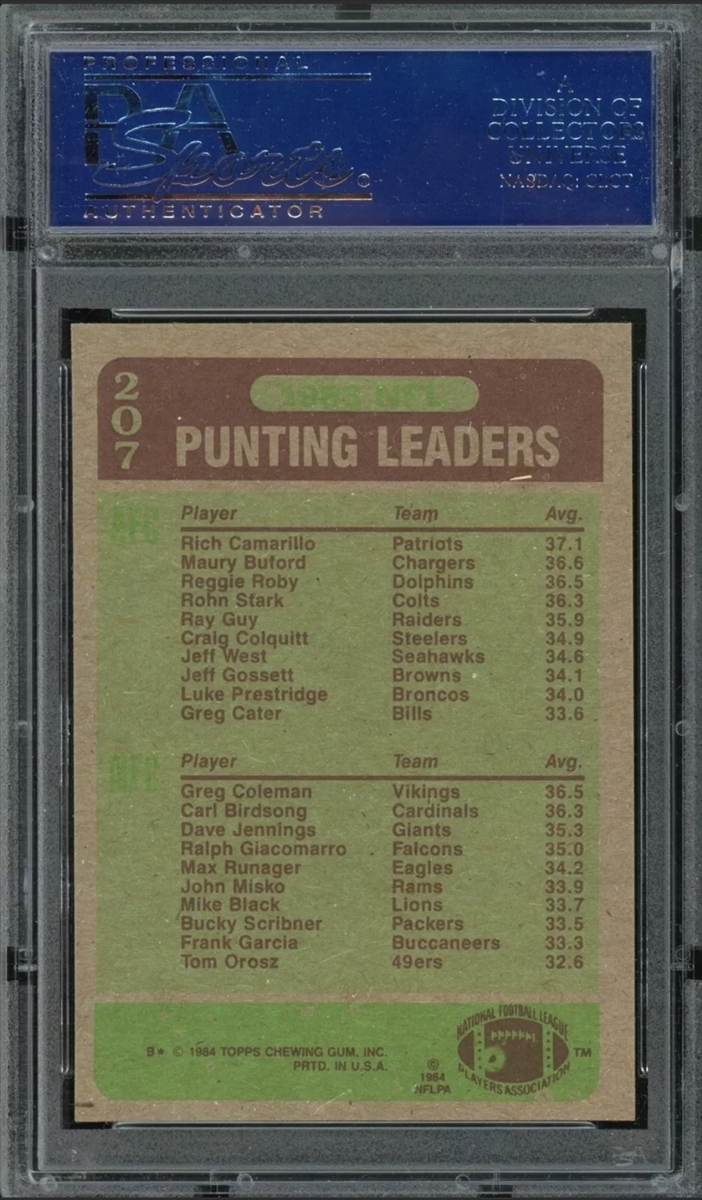 PROFESSIONAL
PSA
Sports ®
AUTHENTICATOR
A
DIVISION OF
COLLECTORS
UNIVERSE
NASDAQ: CLCT
207
1983 NFL
PUNTING LEADERS
AFC
Player Team Avg.
Rich Camarillo Patriots 37.1
Maury Buford Chargers 36.6
Reggie Roby Dolphins 36.5
Rohn Stark Colts 36.3
Ray Guy Raiders 35.9
Craig Colquitt Steelers 34.9
Jeff West Seahawks 34.6
Jeff Gossett Browns 34.1
Luke Prestridge Broncos 34.0
Greg Cater Bills 33.6
NFC
Player Team Avg.
Greg Coleman Vikings 36.5
Carl Birdsong Cardinals 36.3
Dave Jennings Giants 35.3
Ralph Giacomarro Falcons 35.0
Max Runager Eagles 34.2
John Misko Rams 33.9
Mike Black Lions 33.7
Bucky Scribner Packers 33.5
Frank Garcia Buccaneers 33.3
Tom Orosz 49ers 32.6
B* © 1984 TOPPS CHEWING GUM, INC.
PRTD. IN U.S.A.
©
1984
NFLPA
NATIONAL FOOTBALL LEAGUE
PLAYERS ASSOCIATION
TM